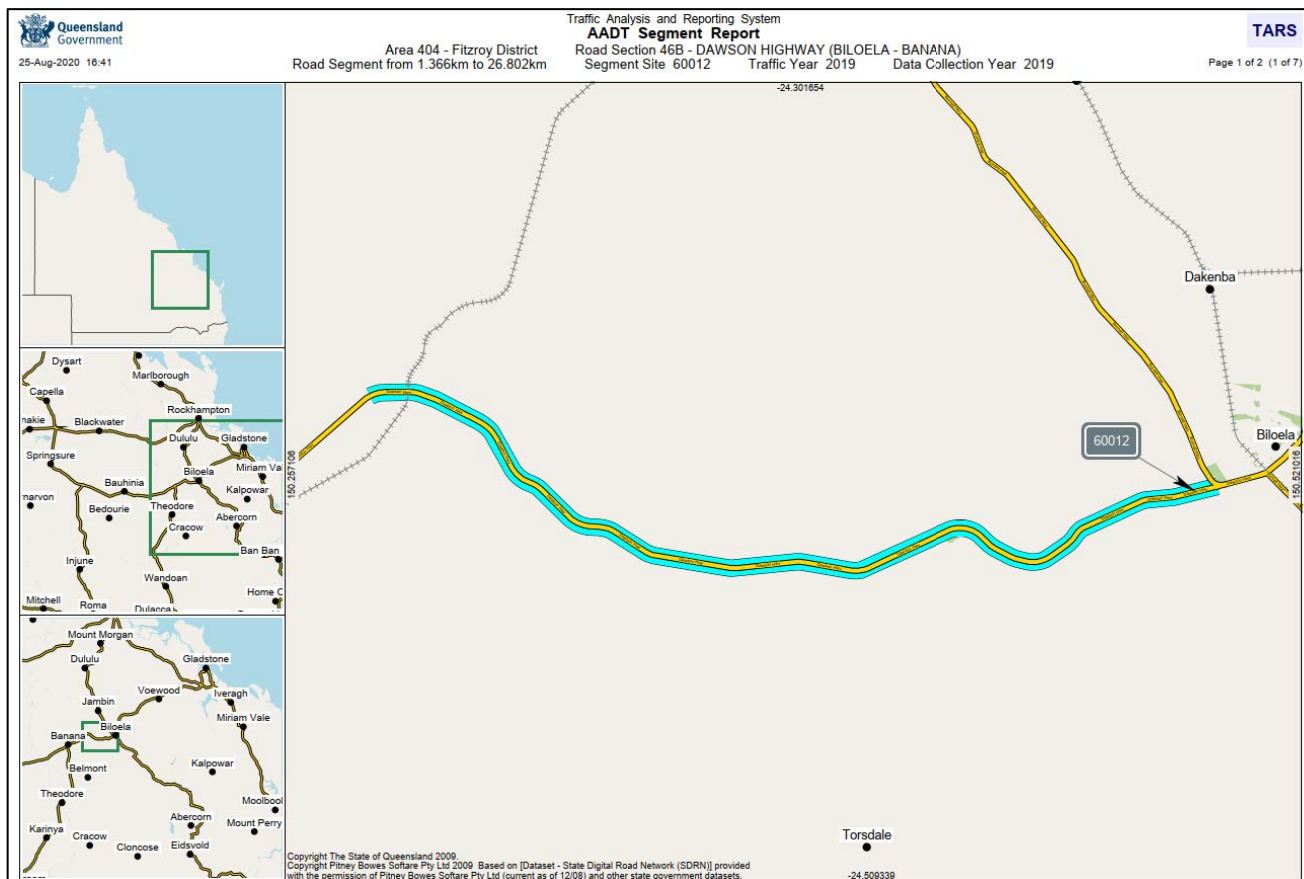 Queensland
Government
25-Aug-2020 16:41
Traffic Analysis and Reporting System
AADT Segment Report
Area 404 - Fitzroy District Road Section 46B - DAWSON HIGHWAY (BILOELA - BANANA)
Road Segment from 1.366km to 26.802km Segment Site 60012 Traffic Year 2019 Data Collection Year 2019
TARS
Page 1 of 2 (1 of 7)
Dysart
Marlborough
Capella
Rockhampton
nakie
Blackwater
Dululu
Gladstone
Springsure
Biloela
Miriam Va
Bauhinia
Kalpowar
marvon
Bedourie
Theodore
Abercorn
Cracow
Ban Ban
Injune
Wandoan
Home C
Mitchell
Roma
Dulacca
Mount Morgan
Dululu
Gladstone
Voewood
Iveragh
Jambin
Miriam Vale
Biloela
Banana
Kalpowar
Belmont
Theodore
Moolboo
Abercorn
Mount Perry
Karinya
Cracow
Cloncose
Eidsvold
-24.301654
150.257106
Dakenba
Biloela
60012
150.521016
Torsdale
-24.509339
Copyright The State of Queensland 2009.
Copyright Pitney Bowes Softare Pty Ltd 2009 Based on [Dataset - State Digital Road Network (SDRN)] provided
with the permission of Pitney Bowes Softare Pty Ltd (current as of 12/08) and other state government datasets.